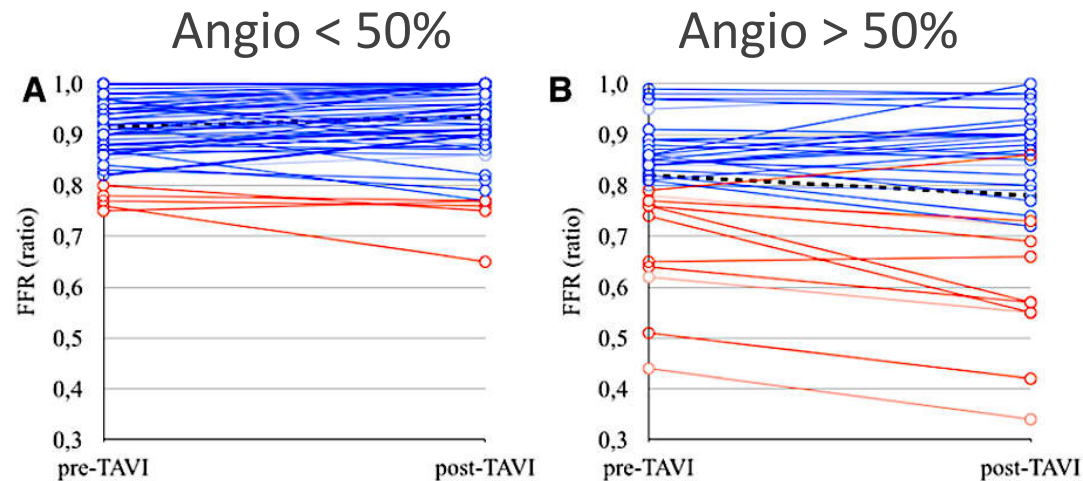 Angio < 50%
Angio > 50%
A
1,0
0,9
0,8
0,7
0,6
0,5
0,4
0,3
FFR (ratio)
pre-TAVI
post-TAVI
B
1,0
0,9
0,8
0,7
0,6
0,5
0,4
0,3
FFR (ratio)
pre-TAVI
post-TAVI